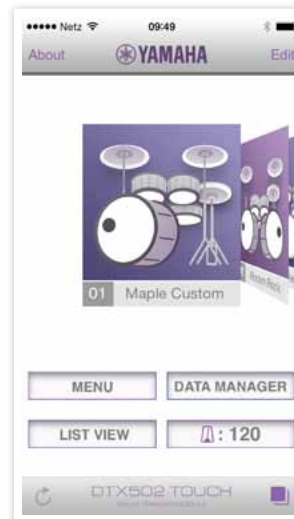 ●●●●● Netz 09:49
About YAMAHA Edit
01 Maple Custom
MENU DATA MANAGER
LIST VIEW : 120
DTX502 TOUCH